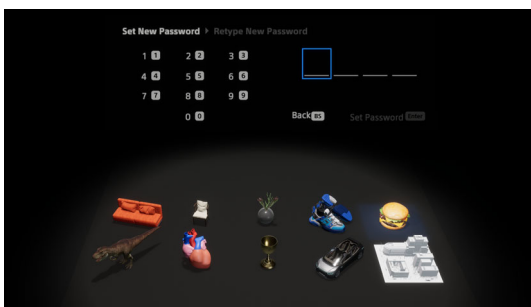 Set New Password Retype New Password
1 1 2 2 3 3
4 4 5 5 6 6
7 7 8 8 9 9
0 0
Back BS Set Password Enter